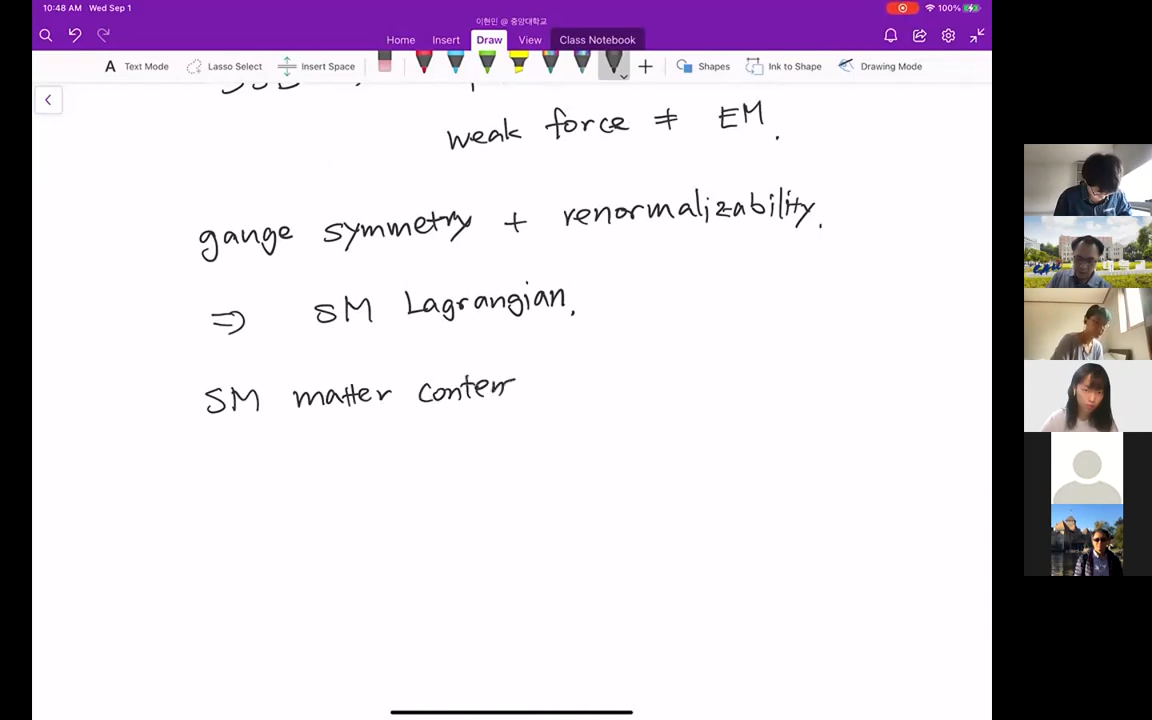 10:48 AM Wed Sep 1
100%
이현민 @ 중앙대학교
Home Insert Draw View Class Notebook
A Text Mode Lasso Select Insert Space Shapes Ink to Shape Drawing Mode
weak force ≠ EM.
gauge symmetry + renormalizability.
⇒ SM Lagrangian.
SM matter conten